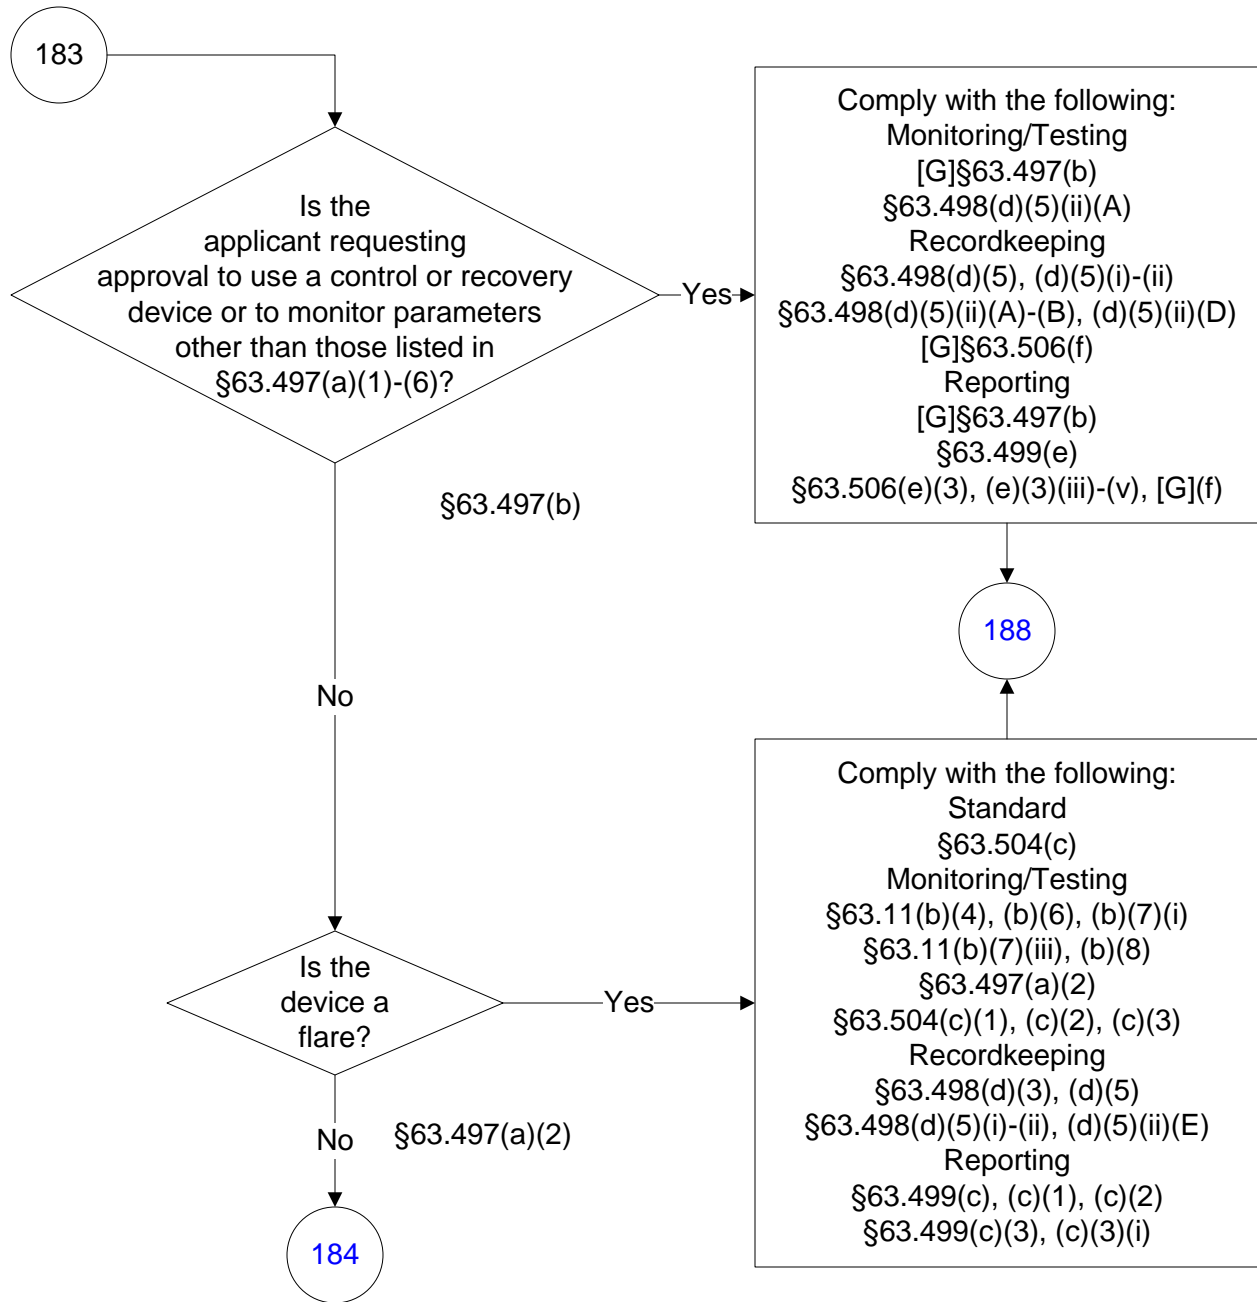 183
Is the
applicant requesting
approval to use a control or recovery
device or to monitor parameters
other than those listed in
§63.497(a)(1)-(6)?
Yes
Comply with the following:
Monitoring/Testing
[G]§63.497(b)
§63.498(d)(5)(ii)(A)
Recordkeeping
§63.498(d)(5), (d)(5)(i)-(ii)
§63.498(d)(5)(ii)(A)-(B), (d)(5)(ii)(D)
[G]§63.506(f)
Reporting
[G]§63.497(b)
§63.499(e)
§63.506(e)(3), (e)(3)(iii)-(v), [G](f)
§63.497(b)
188
No
Is the
device a
flare?
Yes
Comply with the following:
Standard
§63.504(c)
Monitoring/Testing
§63.11(b)(4), (b)(6), (b)(7)(i)
§63.11(b)(7)(iii), (b)(8)
§63.497(a)(2)
§63.504(c)(1), (c)(2), (c)(3)
Recordkeeping
§63.498(d)(3), (d)(5)
§63.498(d)(5)(i)-(ii), (d)(5)(ii)(E)
Reporting
§63.499(c), (c)(1), (c)(2)
§63.499(c)(3), (c)(3)(i)
No
§63.497(a)(2)
184